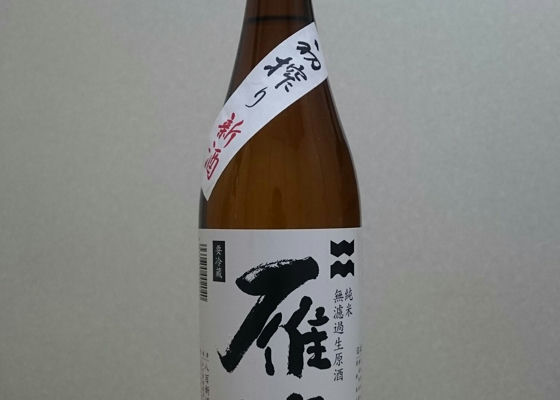 初搾り
新酒
要冷蔵
純米
無濾過生原酒
雁